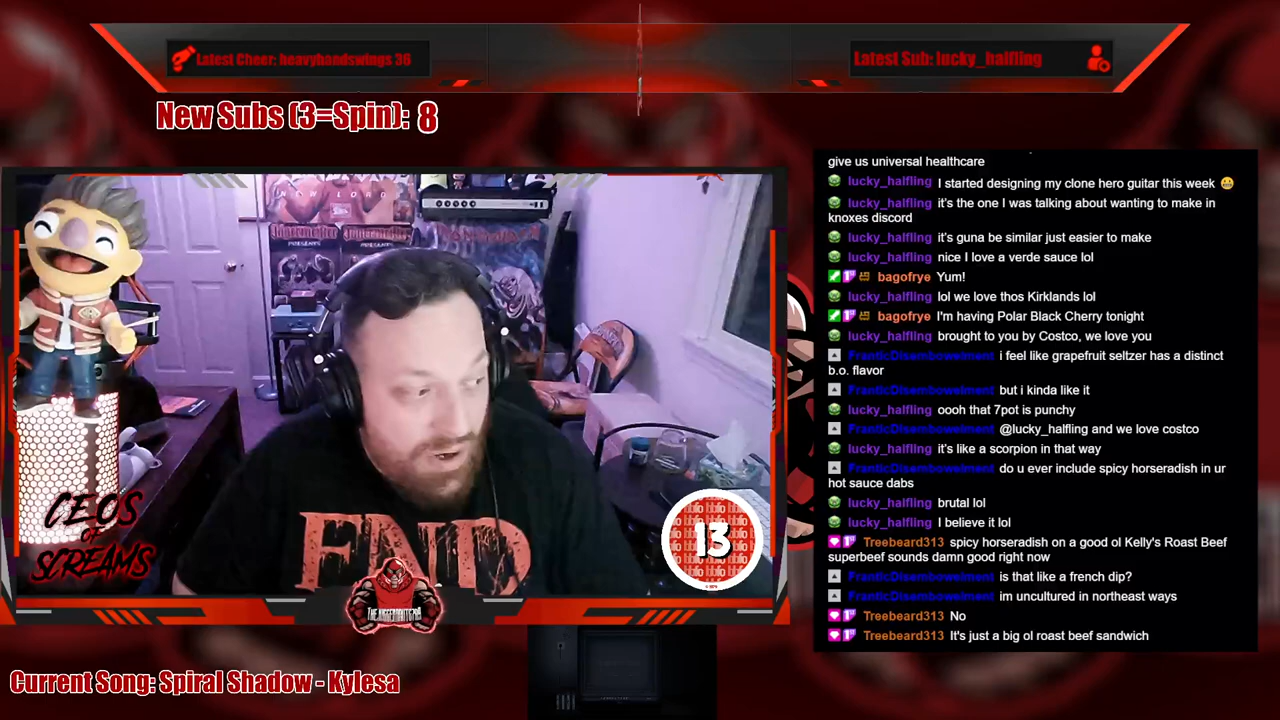 Latest Cheer: heavyhandswings 36
Latest Sub: lucky_halfling
New Subs (3=Spin): 8
give us universal healthcare
lucky_halfling I started designing my clone hero guitar this week
lucky_halfling it's the one I was talking about wanting to make in
knoxes discord
lucky_halfling it's guna be similar just easier to make
lucky_halfling nice I love a verde sauce lol
bagofrye Yum!
lucky_halfling lol we love thos Kirklands lol
bagofrye I'm having Polar Black Cherry tonight
lucky_halfling brought to you by Costco, we love you
FranticDisembowelment i feel like grapefruit seltzer has a distinct
b.o. flavor
FranticDisembowelment but i kinda like it
lucky_halfling oooh that 7pot is punchy
FranticDisembowelment @lucky_halfling and we love costco
lucky_halfling it's like a scorpion in that way
FranticDisembowelment do u ever include spicy horseradish in ur
hot sauce dabs
lucky_halfling brutal lol
lucky_halfling I believe it lol
Treebeard313 spicy horseradish on a good ol Kelly's Roast Beef
superbeef sounds damn good right now
FranticDisembowelment is that like a french dip?
FranticDisembowelment im uncultured in northeast ways
Treebeard313 No
Treebeard313 It's just a big ol roast beef sandwich
NEW LORD
Jägermeister
Jägermeister
CEOS
OF
SCREAMS
13
Current Song: Spiral Shadow - Kylesa